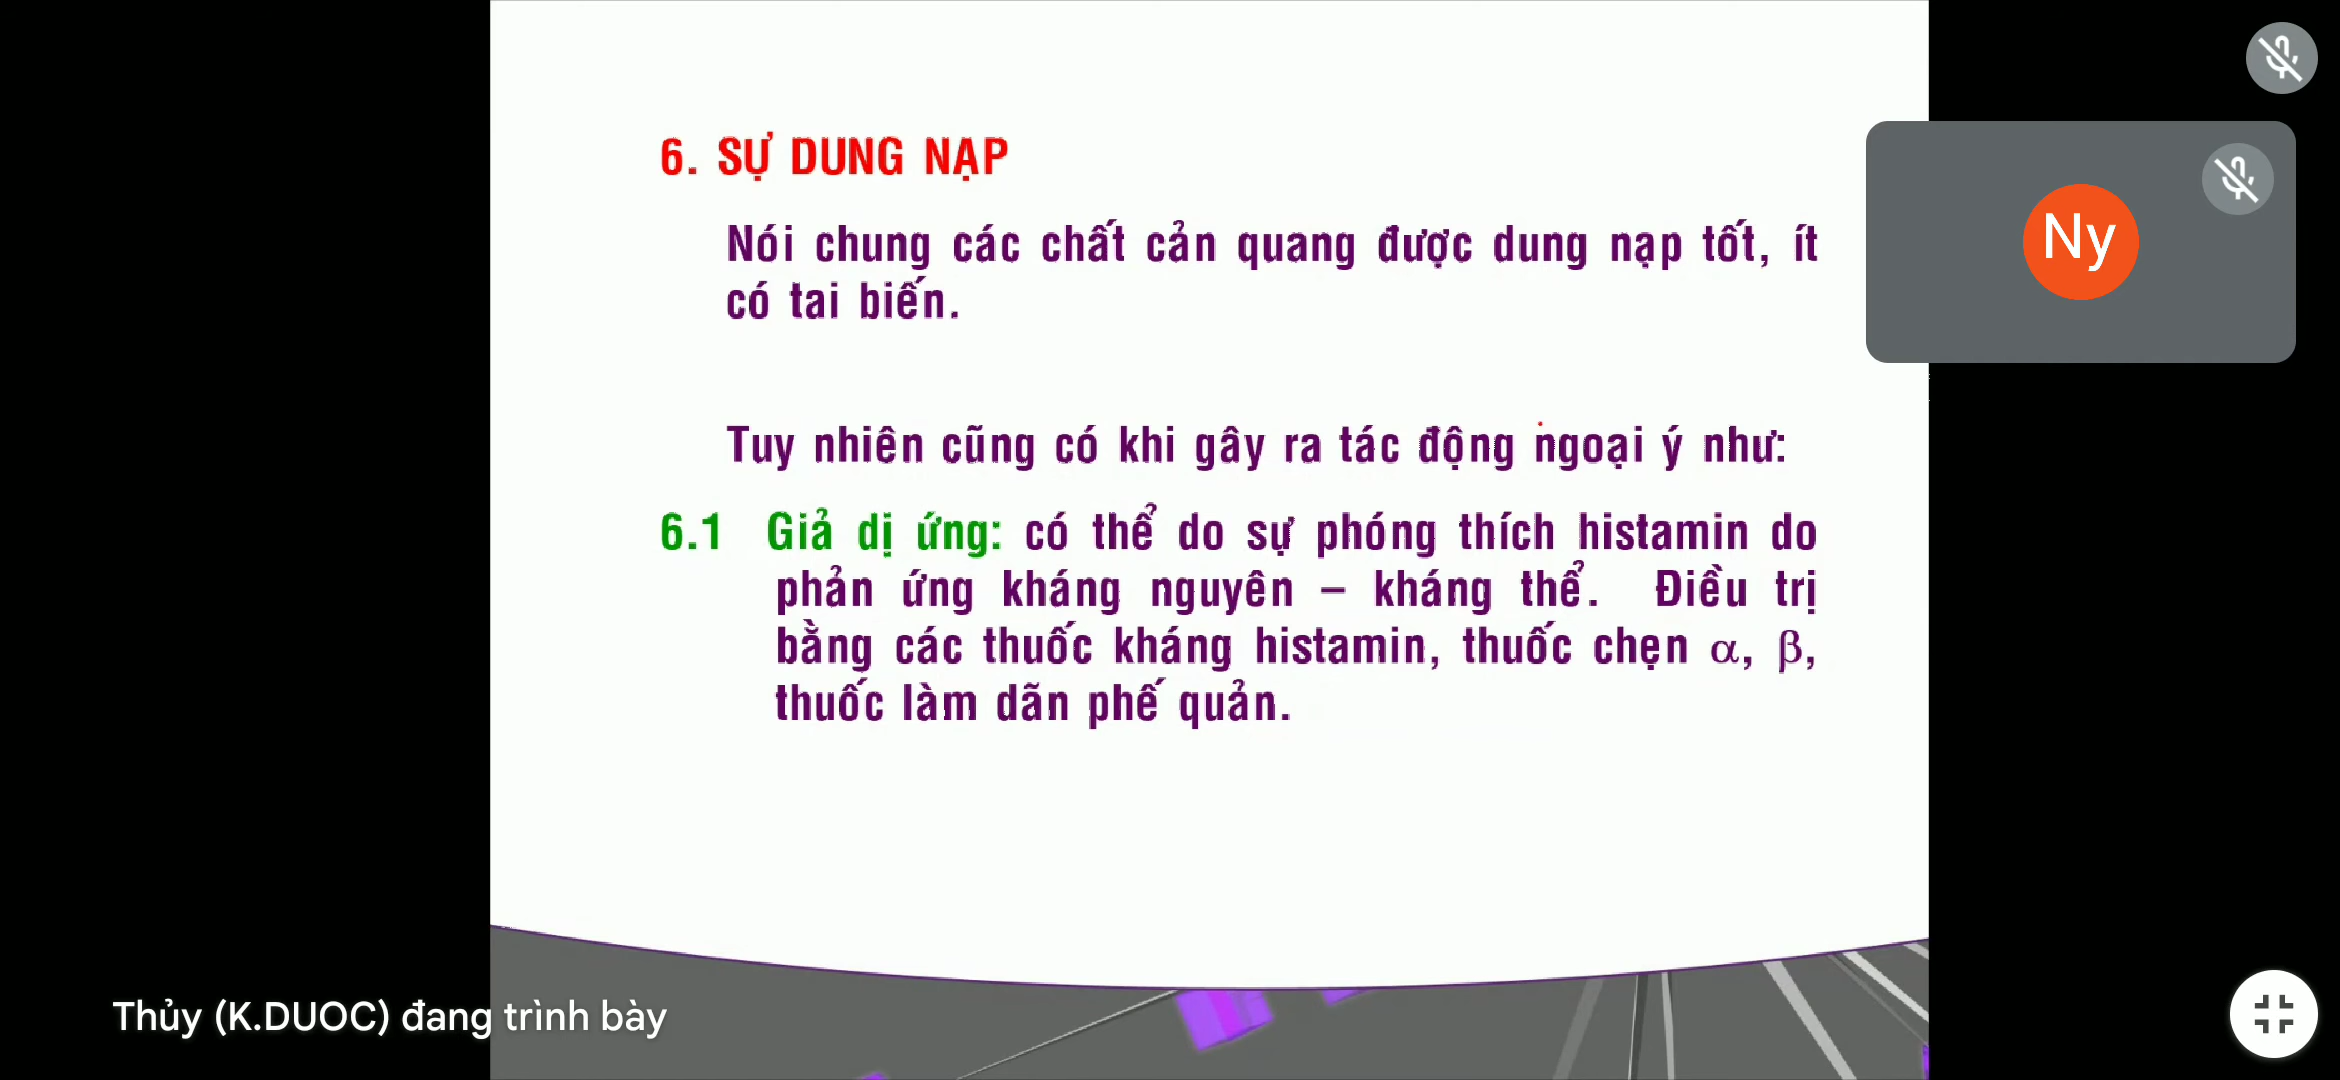 6. SỰ DUNG NẠP
Nói chung các chất cản quang được dung nạp tốt, ít
có tai biến.
Ny
Tuy nhiên cũng có khi gây ra tác động ngoại ý như:
6.1 Giả dị ứng: có thể do sự phóng thích histamin do
phản ứng kháng nguyên – kháng thể. Điều trị
bằng các thuốc kháng histamin, thuốc chẹn α, β,
thuốc làm dãn phế quản.
Thủy (K.DUOC) đang trình bày